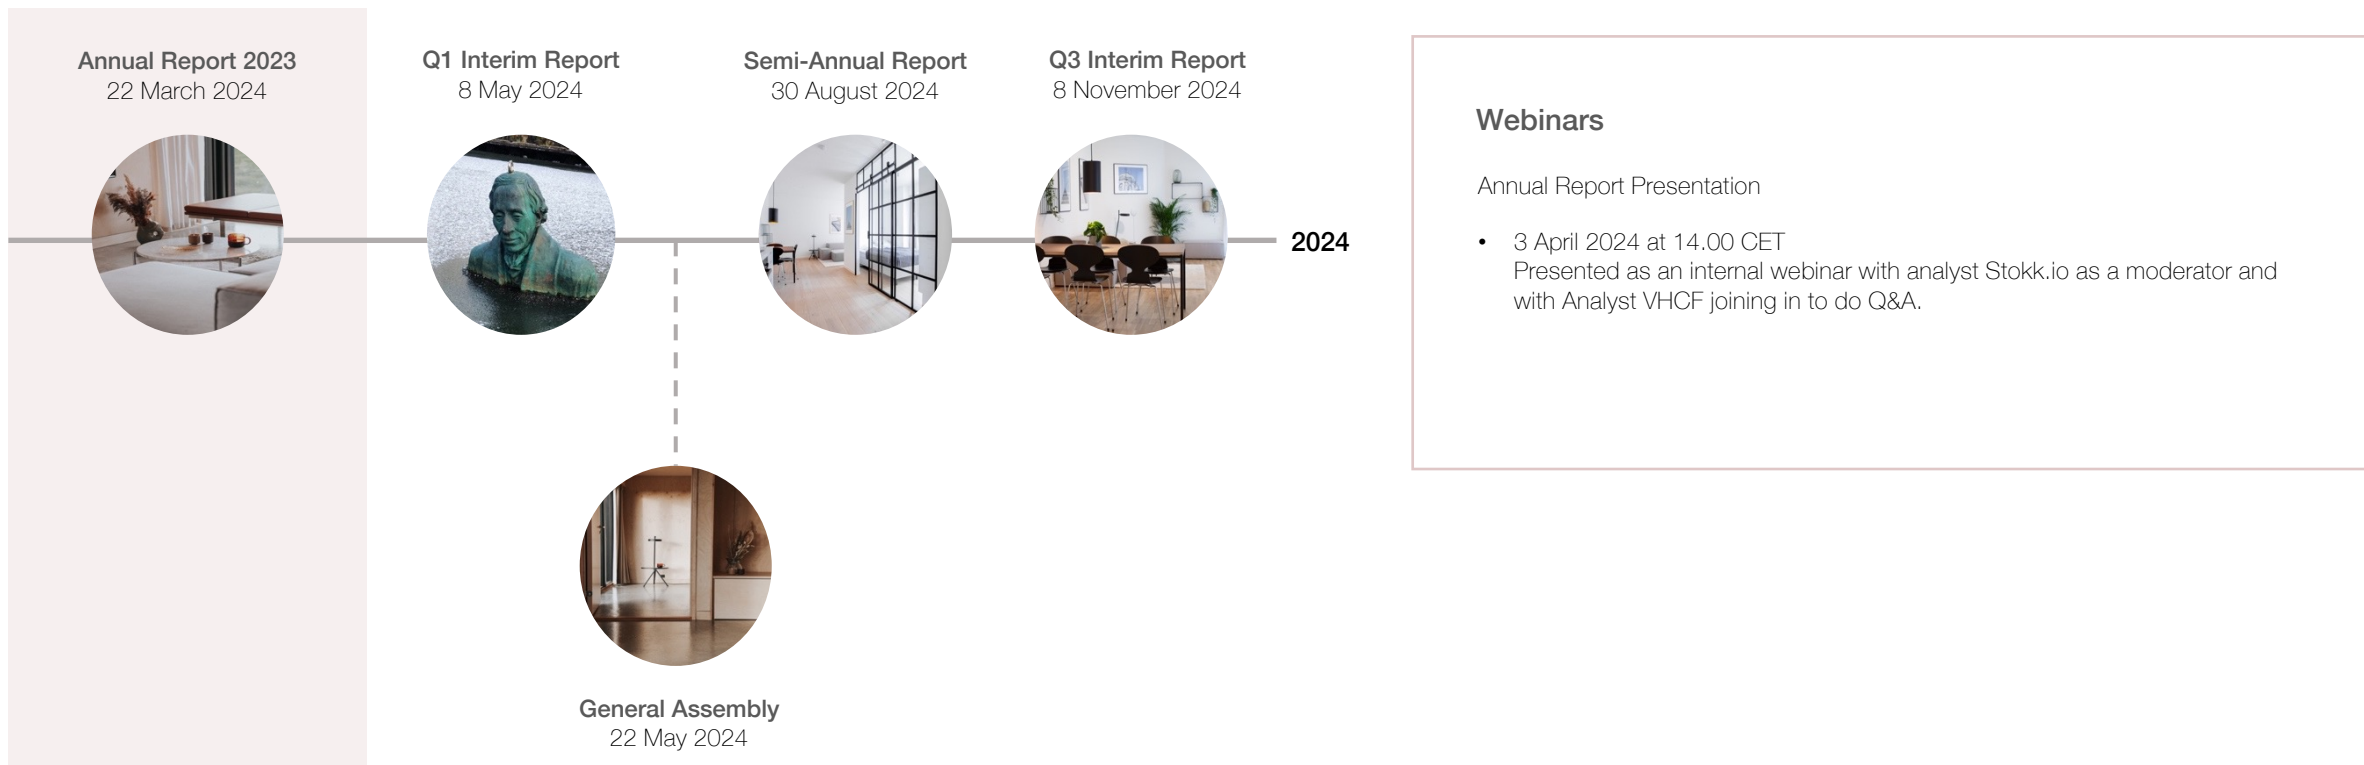 Annual Report 2023
22 March 2024
Q1 Interim Report
8 May 2024
Semi-Annual Report
30 August 2024
Q3 Interim Report
8 November 2024
2024
General Assembly
22 May 2024
Webinars
Annual Report Presentation
• 3 April 2024 at 14.00 CET
Presented as an internal webinar with analyst Stokk.io as a moderator and
with Analyst VHCF joining in to do Q&A.